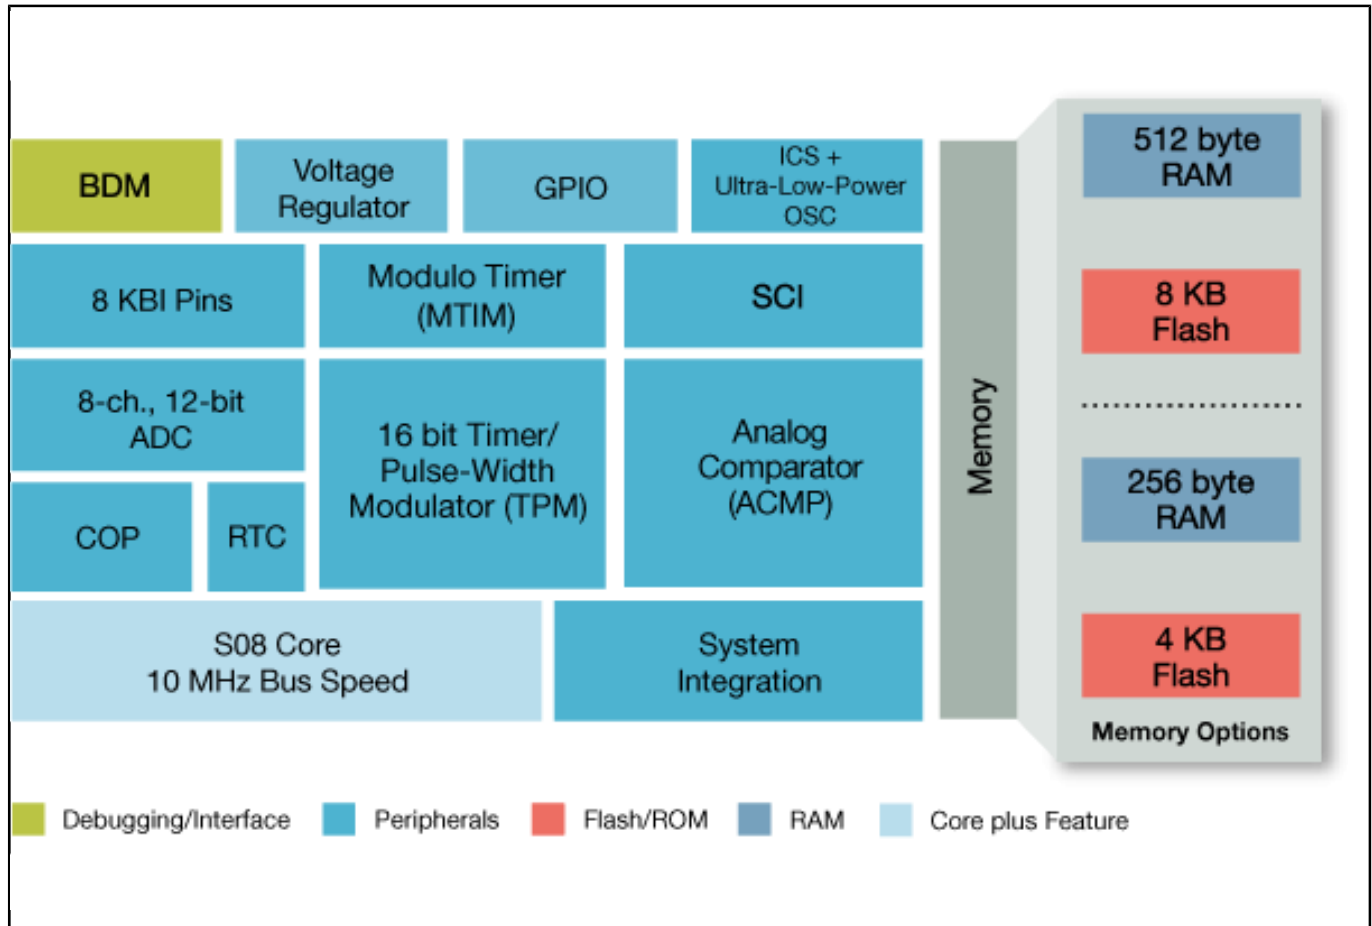 BDM
Voltage
Regulator
GPIO
ICS +
Ultra-Low-Power
OSC
8 KBI Pins
Modulo Timer
(MTIM)
SCI
8-ch., 12-bit
ADC
16 bit Timer/
Pulse-Width
Modulator (TPM)
Analog
Comparator
(ACMP)
COP
RTC
S08 Core
10 MHz Bus Speed
System
Integration
Memory
512 byte
RAM
8 KB
Flash
256 byte
RAM
4 KB
Flash
Memory Options
Debugging/Interface
Peripherals
Flash/ROM
RAM
Core plus Feature